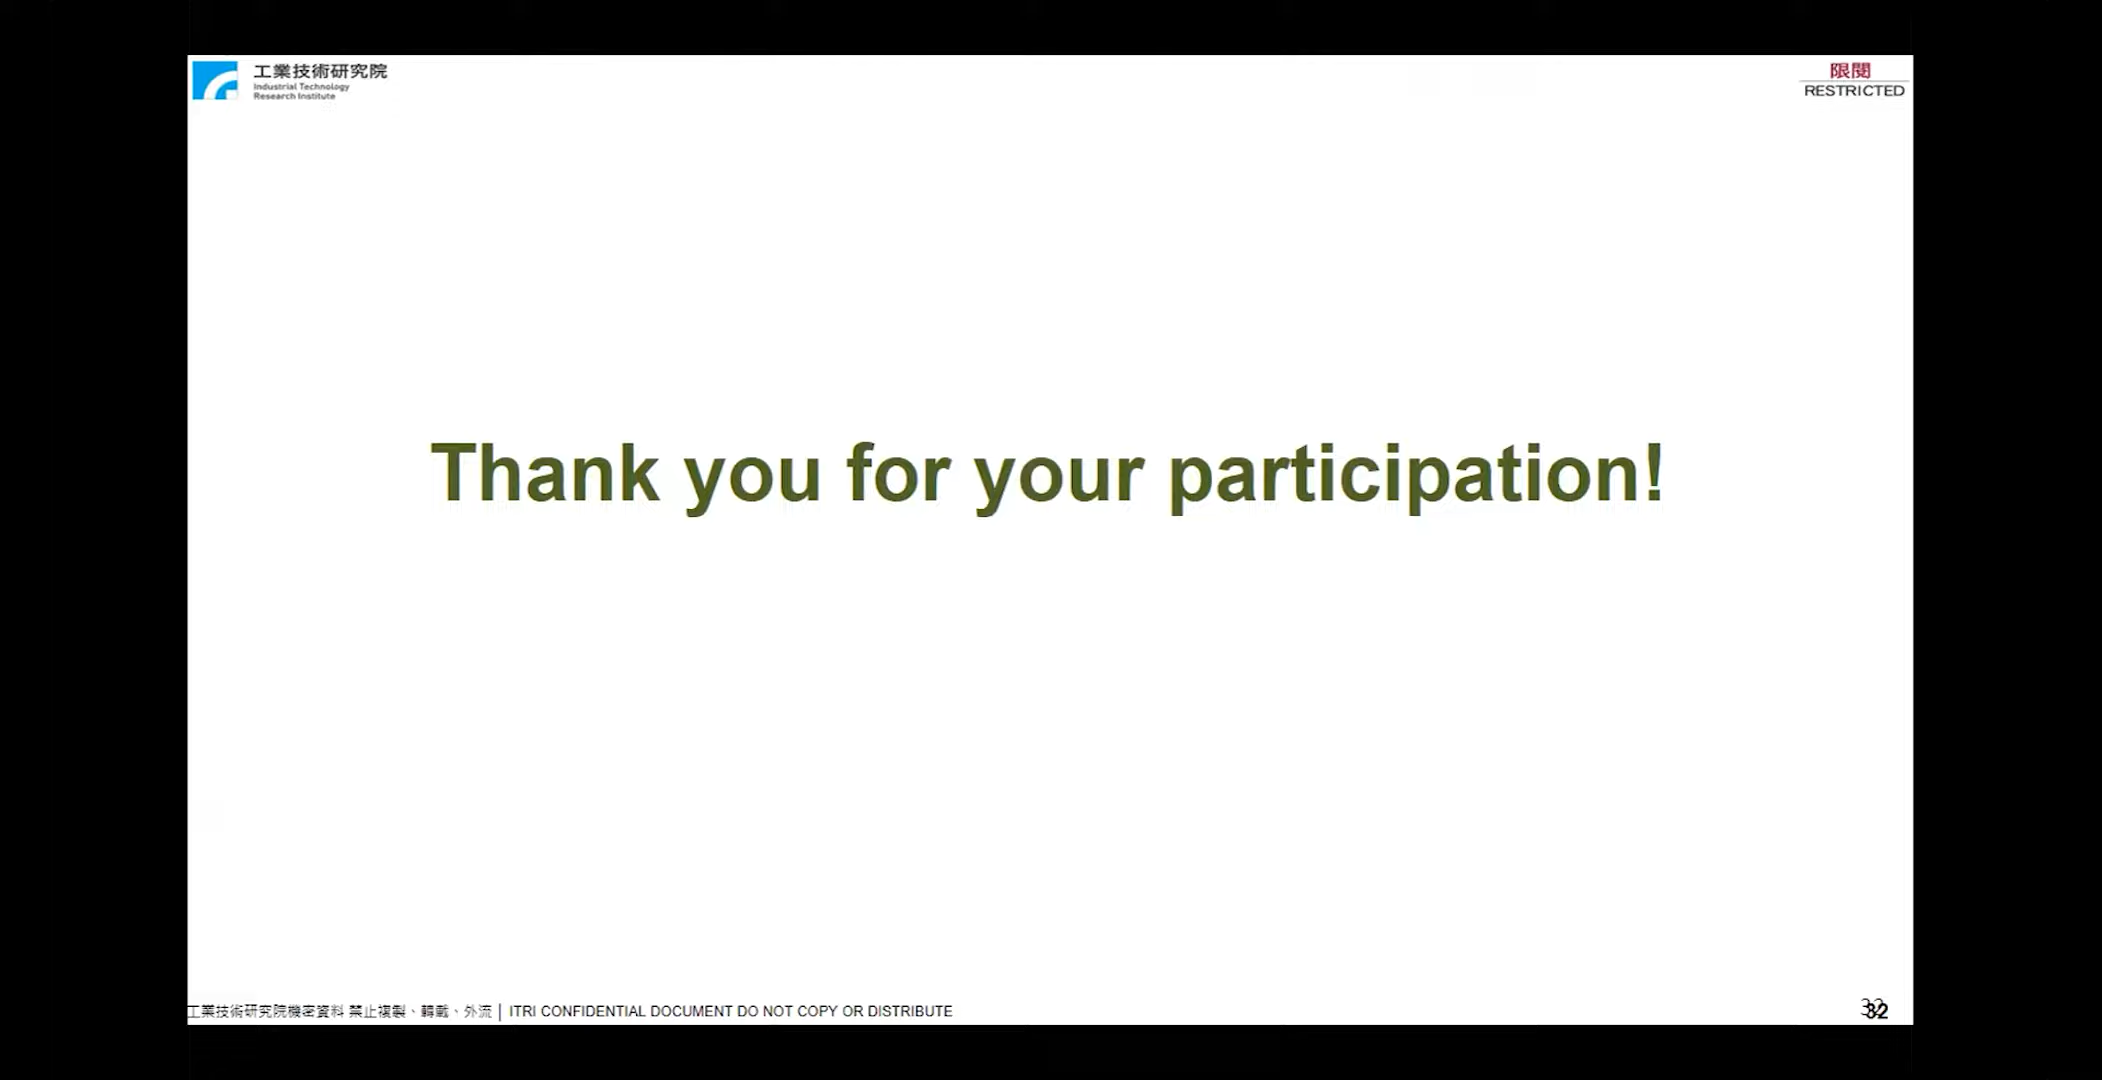 工業技術研究院
Industrial Technology
Research Institute
限閱
RESTRICTED
Thank you for your participation!
工業技術研究院機密資料 禁止複製、轉載、外流 | ITRI CONFIDENTIAL DOCUMENT DO NOT COPY OR DISTRIBUTE
32